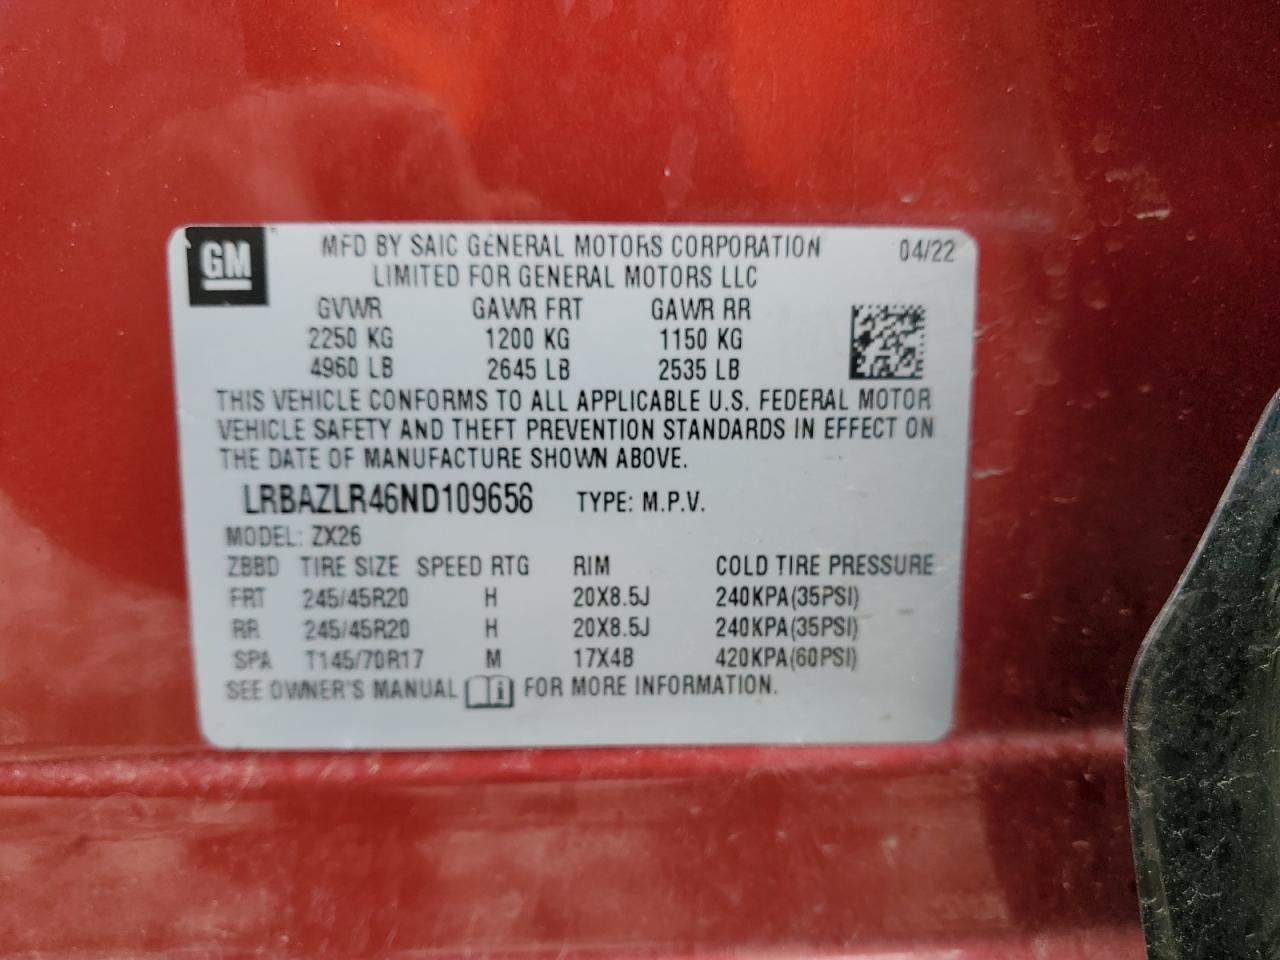 GM MFD BY SAIC GENERAL MOTORS CORPORATION 04/22
LIMITED FOR GENERAL MOTORS LLC
GVWR GAWR FRT GAWR RR
2250 KG 1200 KG 1150 KG
4960 LB 2645 LB 2535 LB
THIS VEHICLE CONFORMS TO ALL APPLICABLE U.S. FEDERAL MOTOR
VEHICLE SAFETY AND THEFT PREVENTION STANDARDS IN EFFECT ON
THE DATE OF MANUFACTURE SHOWN ABOVE.
LRBAZLR46ND109658 TYPE: M.P.V.
MODEL: ZX26
ZBBD TIRE SIZE SPEED RTG RIM COLD TIRE PRESSURE
FRT 245/45R20 H 20X8.5J 240KPA(35PSI)
RR 245/45R20 H 20X8.5J 240KPA(35PSI)
SPA T145/70R17 M 17X4B 420KPA(60PSI)
SEE OWNER'S MANUAL FOR MORE INFORMATION.